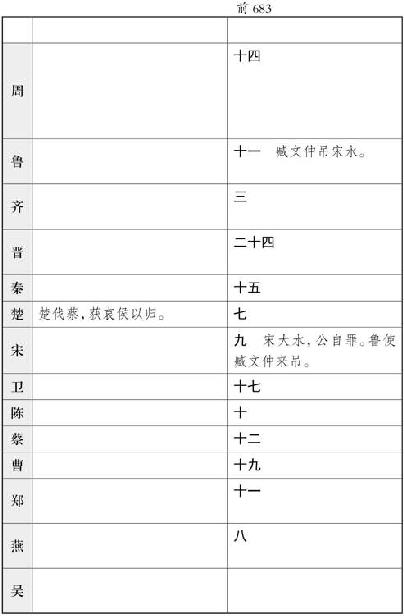 前 683
周 十四
鲁 十一 臧文仲吊宋水。
齐 三
晋 二十四
秦 十五
楚 楚伐蔡，获哀侯以归。 七
宋 九 宋大水，公自罪。鲁使
臧文仲来吊。
卫 十七
陈 十
蔡 十二
曹 十九
郑 十一
燕 八
吴